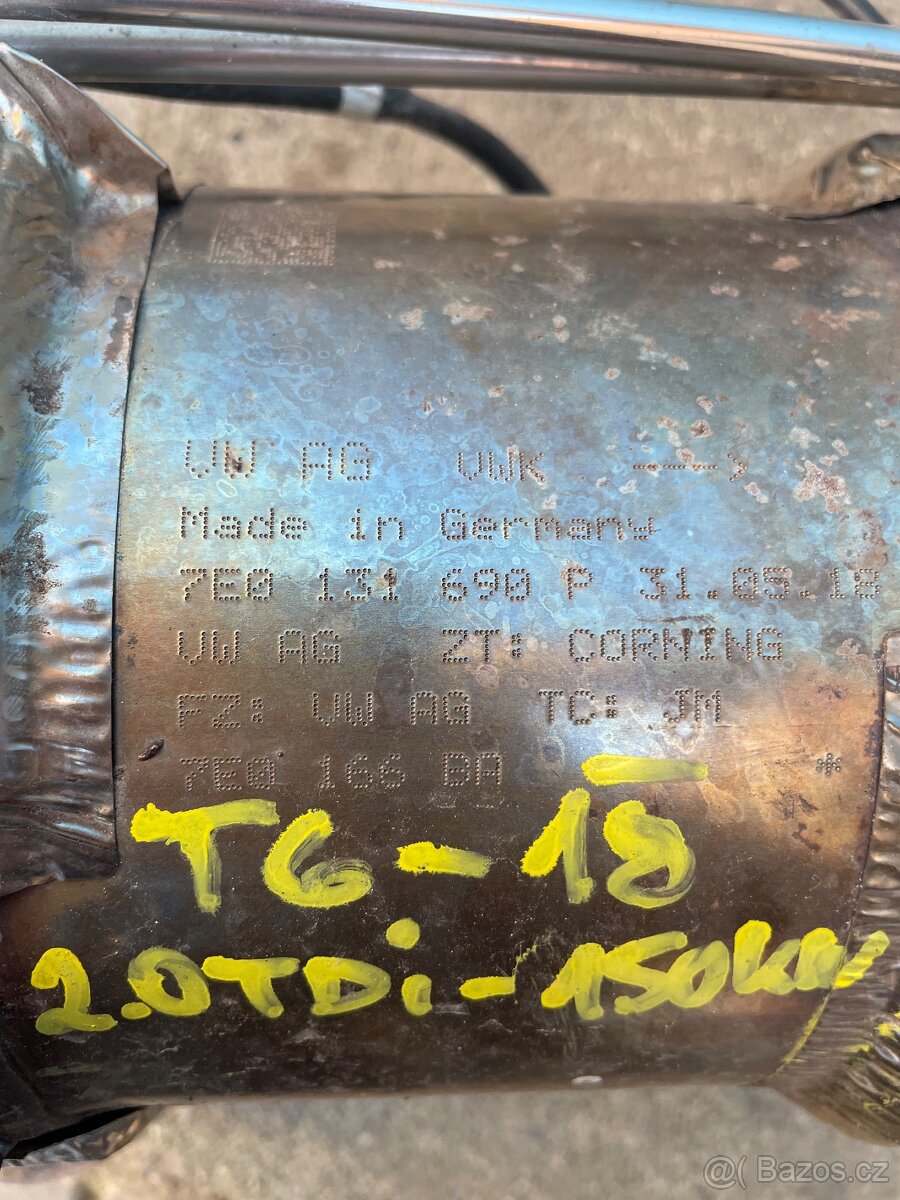 VW AG VWK --->
Made in Germany
7E0 131 690 P 31.05.18
VW AG ZT: CORNING
FZ: VW AG TC: JM
7E0 166 BA *
T6-18
2.0TDi-150kw
@( Bazos.cz